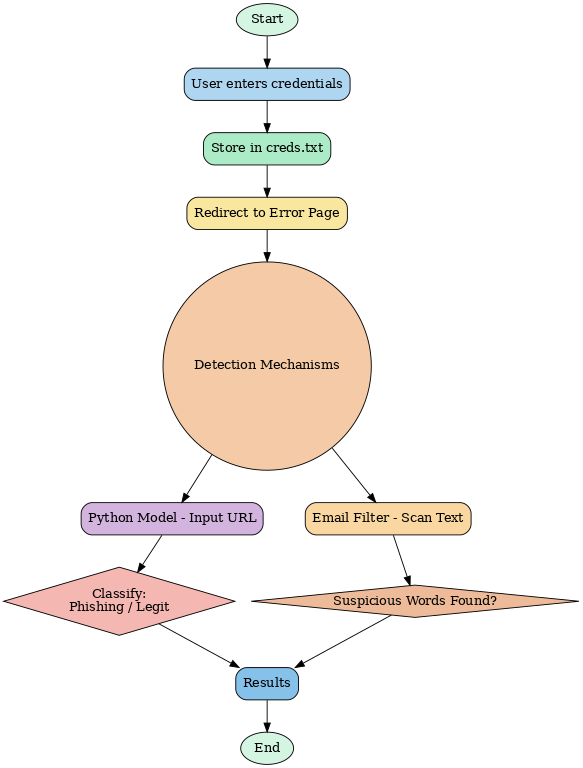 Start
User enters credentials
Store in creds.txt
Redirect to Error Page
Detection Mechanisms
Python Model - Input URL
Email Filter - Scan Text
Classify:
Phishing / Legit
Suspicious Words Found?
Results
End